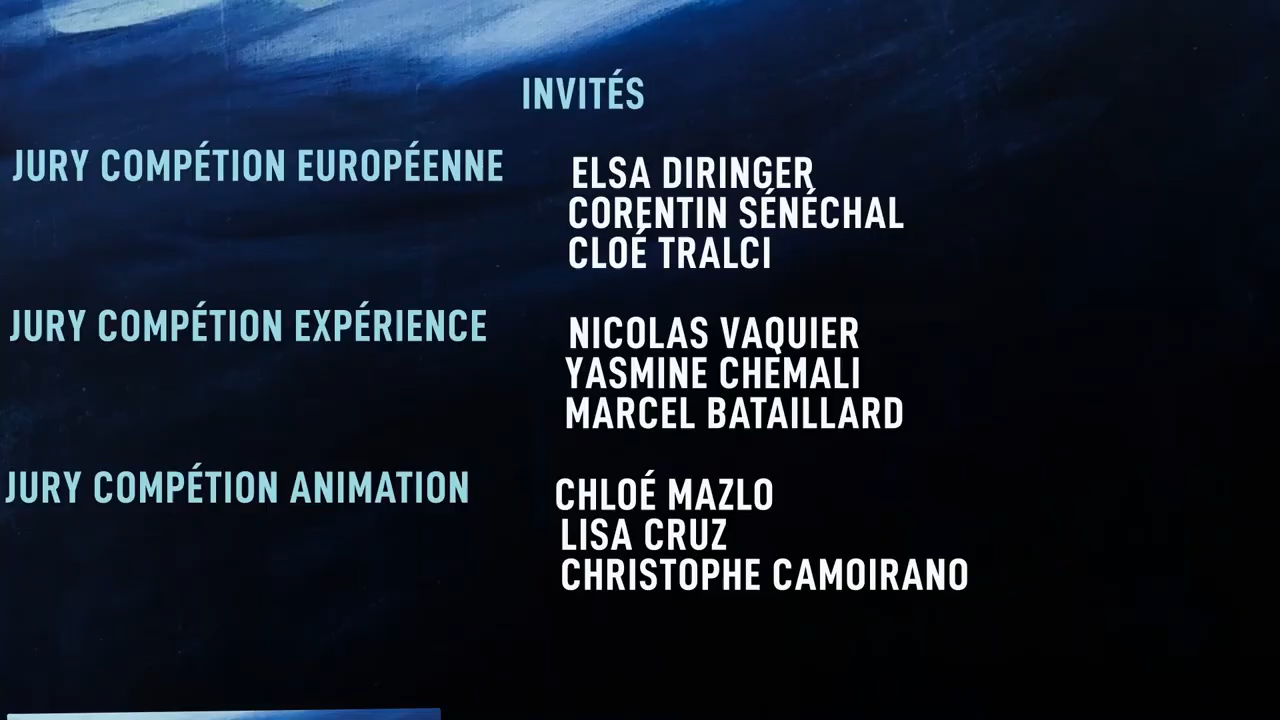 INVITÉS
JURY COMPÉTION EUROPÉENNE
ELSA DIRINGER
CORENTIN SÉNÉCHAL
CLOÉ TRALCI
JURY COMPÉTION EXPÉRIENCE
NICOLAS VAQUIER
YASMINE CHEMALI
MARCEL BATAILLARD
JURY COMPÉTION ANIMATION
CHLOÉ MAZLO
LISA CRUZ
CHRISTOPHE CAMOIRANO